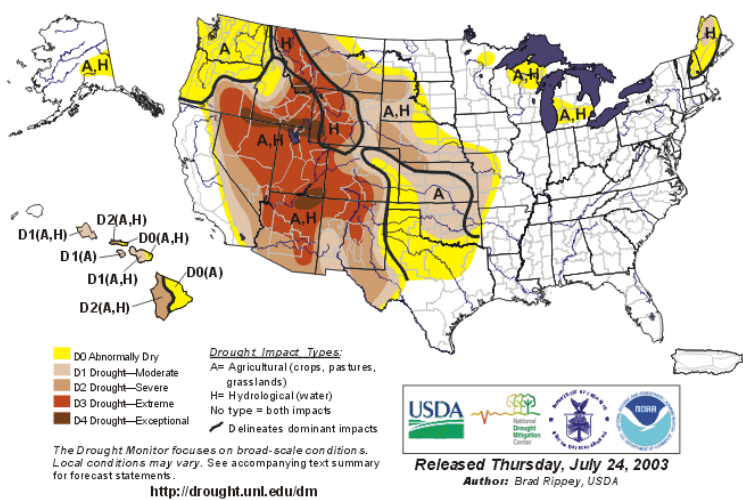 A
H
H
A,H
A,H
A,H
A,H
A,H
H
A
A,H
D2(A,H)
D1(A,H)
D0(A,H)
D1(A)
D1(A,H)
D0(A)
D2(A,H)
D0 Abnormally Dry
D1 Drought—Moderate
D2 Drought—Severe
D3 Drought—Extreme
D4 Drought—Exceptional
Drought Impact Types:
A= Agricultural (crops, pastures,
grasslands)
H= Hydrological (water)
No type = both impacts
Delineates dominant impacts
The Drought Monitor focuses on broad-scale conditions.
Local conditions may vary. See accompanying text summary
for forecast statements.
http://drought.unl.edu/dm
USDA
National
Drought
Mitigation
Center
NOAA
Released Thursday, July 24, 2003
Author: Brad Rippey, USDA